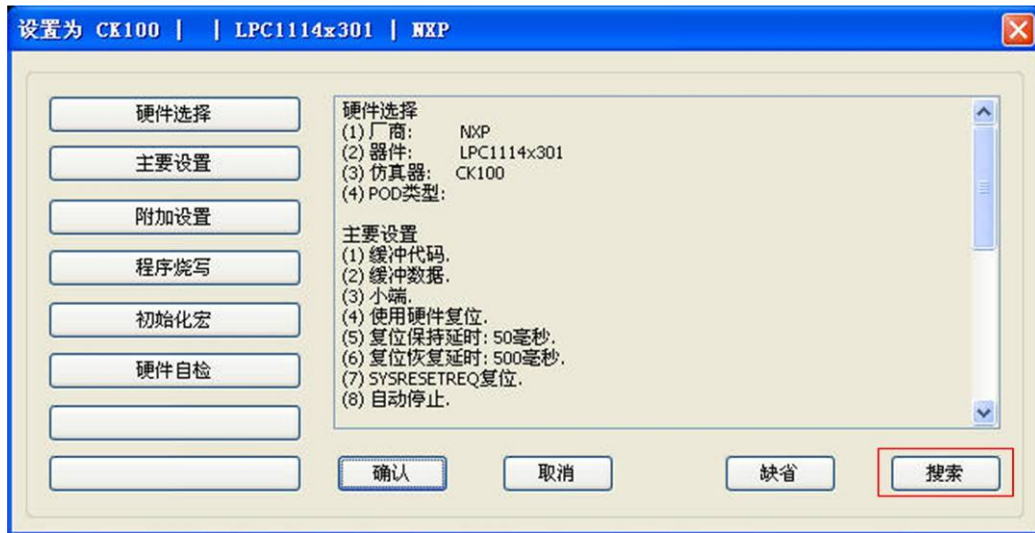 设置为 CK100 | | LPC1114x301 | NXP
硬件选择
主要设置
附加设置
程序烧写
初始化宏
硬件自检
硬件选择
(1) 厂商: NXP
(2) 器件: LPC1114x301
(3) 仿真器: CK100
(4) POD类型:
主要设置
(1) 缓冲代码.
(2) 缓冲数据.
(3) 小端.
(4) 使用硬件复位.
(5) 复位保持延时: 50毫秒.
(6) 复位恢复延时: 500毫秒.
(7) SYSRESETREQ复位.
(8) 自动停止.
确认
取消
缺省
搜索